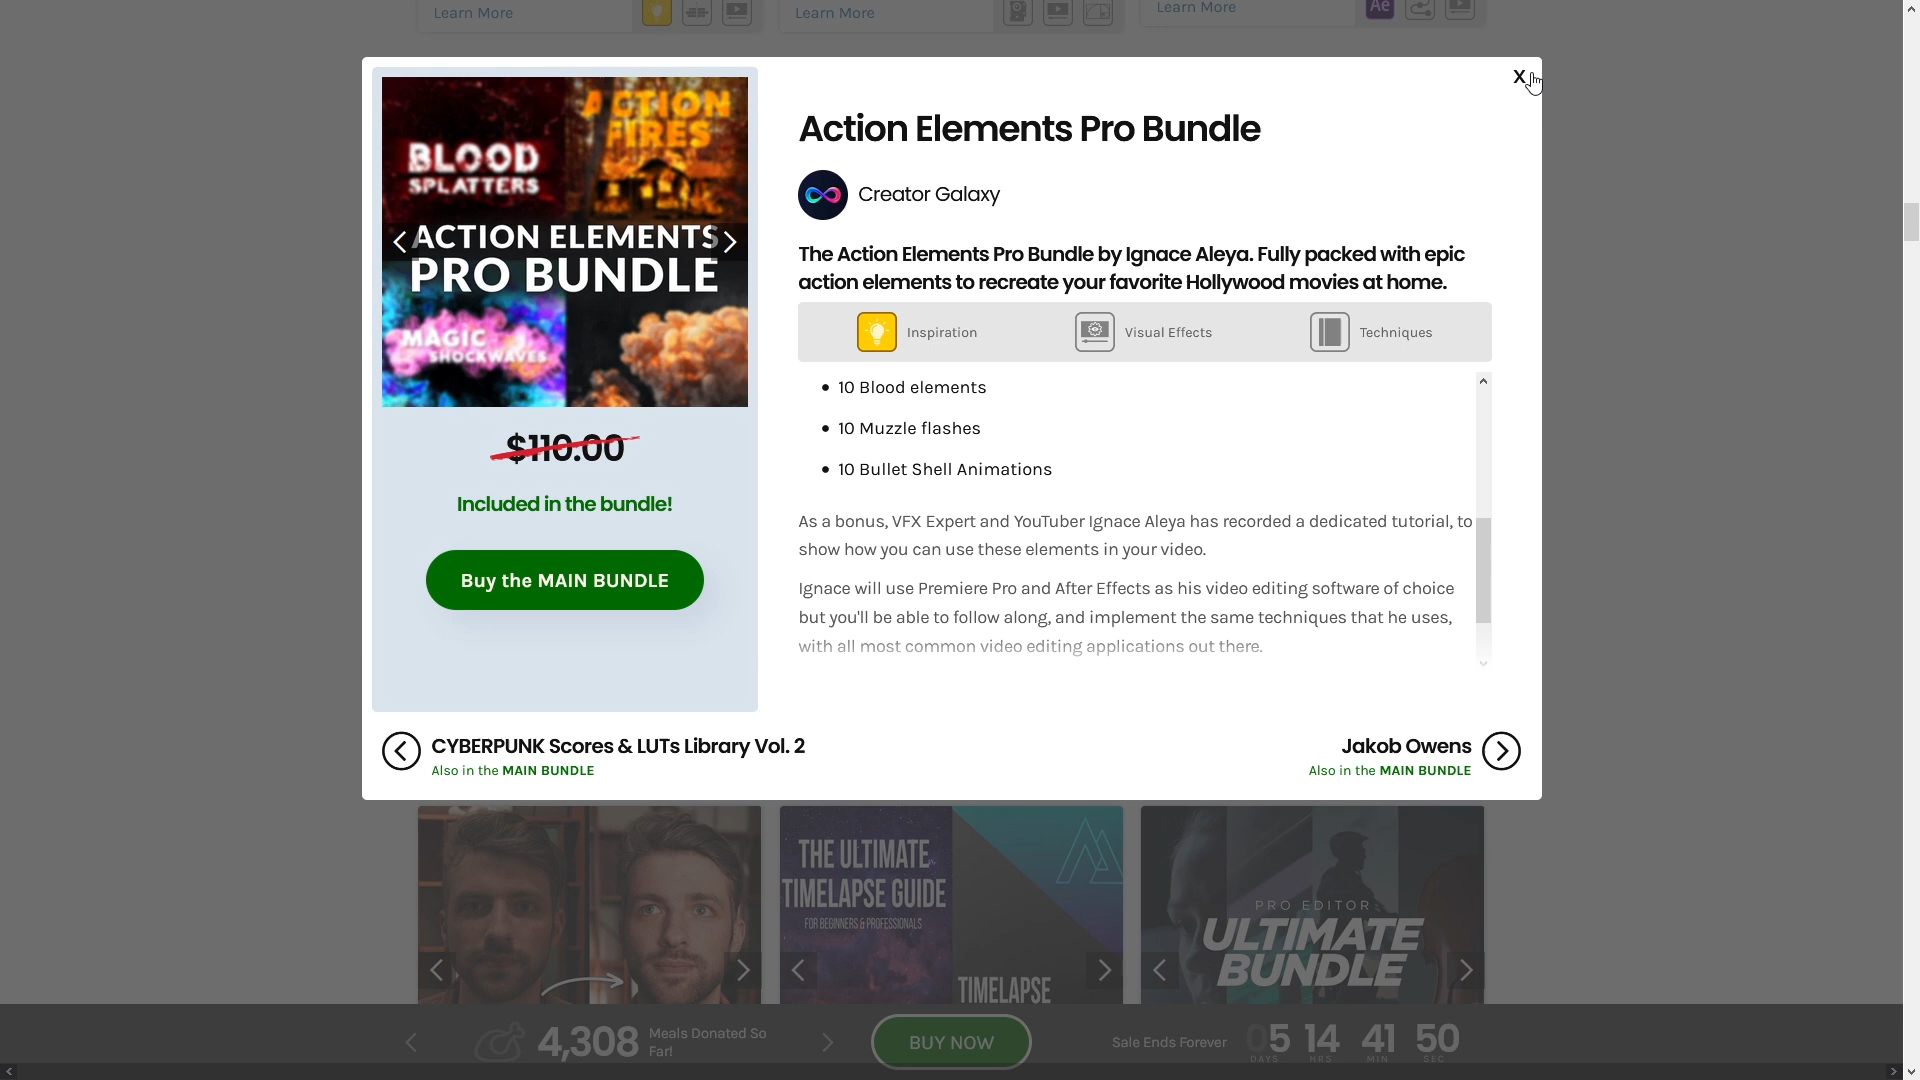 Learn More
Learn More
Learn More
Ae
X
BLOOD
SPLATTERS
ACTION
FIRES
ACTION ELEMENTS
PRO BUNDLE
MAGIC
SHOCKWAVES
$110.00
Included in the bundle!
Buy the MAIN BUNDLE
Action Elements Pro Bundle
Creator Galaxy
The Action Elements Pro Bundle by Ignace Aleya. Fully packed with epic
action elements to recreate your favorite Hollywood movies at home.
Inspiration
Visual Effects
Techniques
10 Blood elements
10 Muzzle flashes
10 Bullet Shell Animations
As a bonus, VFX Expert and YouTuber Ignace Aleya has recorded a dedicated tutorial, to
show how you can use these elements in your video.
Ignace will use Premiere Pro and After Effects as his video editing software of choice
but you'll be able to follow along, and implement the same techniques that he uses,
with all most common video editing applications out there.
CYBERPUNK Scores & LUTs Library Vol. 2
Also in the MAIN BUNDLE
Jakob Owens
Also in the MAIN BUNDLE
THE ULTIMATE
TIMELAPSE GUIDE
FOR BEGINNERS & PROFESSIONALS
TIMELAPSE
PRO EDITOR
ULTIMATE
BUNDLE
4,308 Meals Donated So
Far!
BUY NOW
Sale Ends Forever
05 14 41 50
DAYS HRS MIN SEC